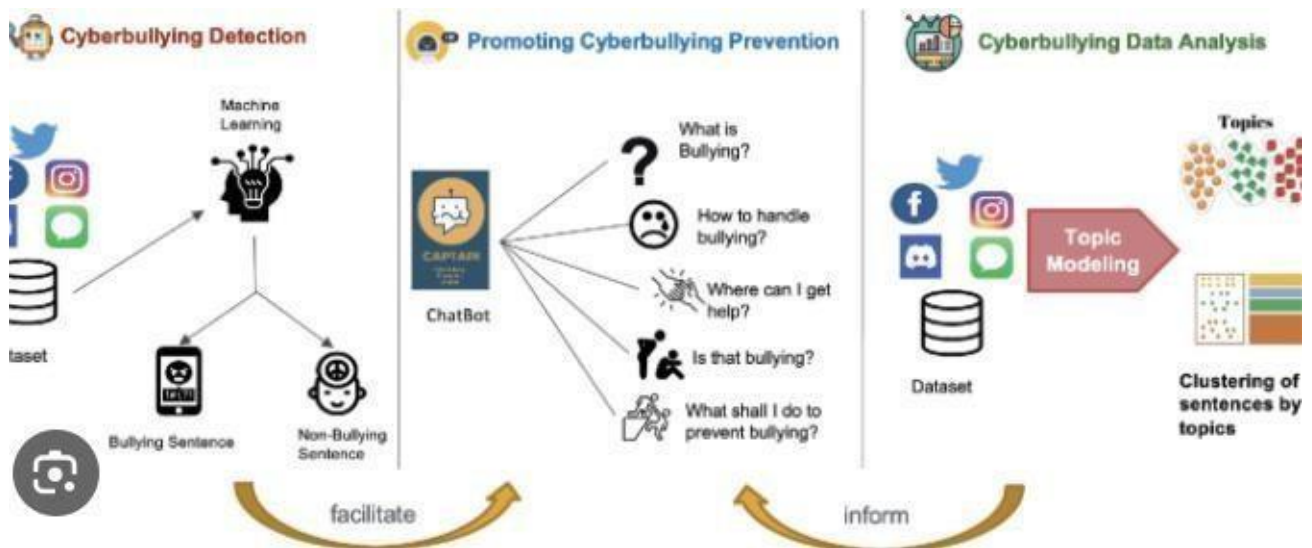 Cyberbullying Detection
Machine
Learning
taset
Bullying Sentence
Non-Bullying
Sentence
Promoting Cyberbullying Prevention
CAPTAIN
ChatBot
What is
Bullying?
How to handle
bullying?
Where can I get
help?
Is that bullying?
What shall I do to
prevent bullying?
Cyberbullying Data Analysis
Topic
Modeling
Dataset
Topics
Clustering of
sentences by
topics
facilitate
inform